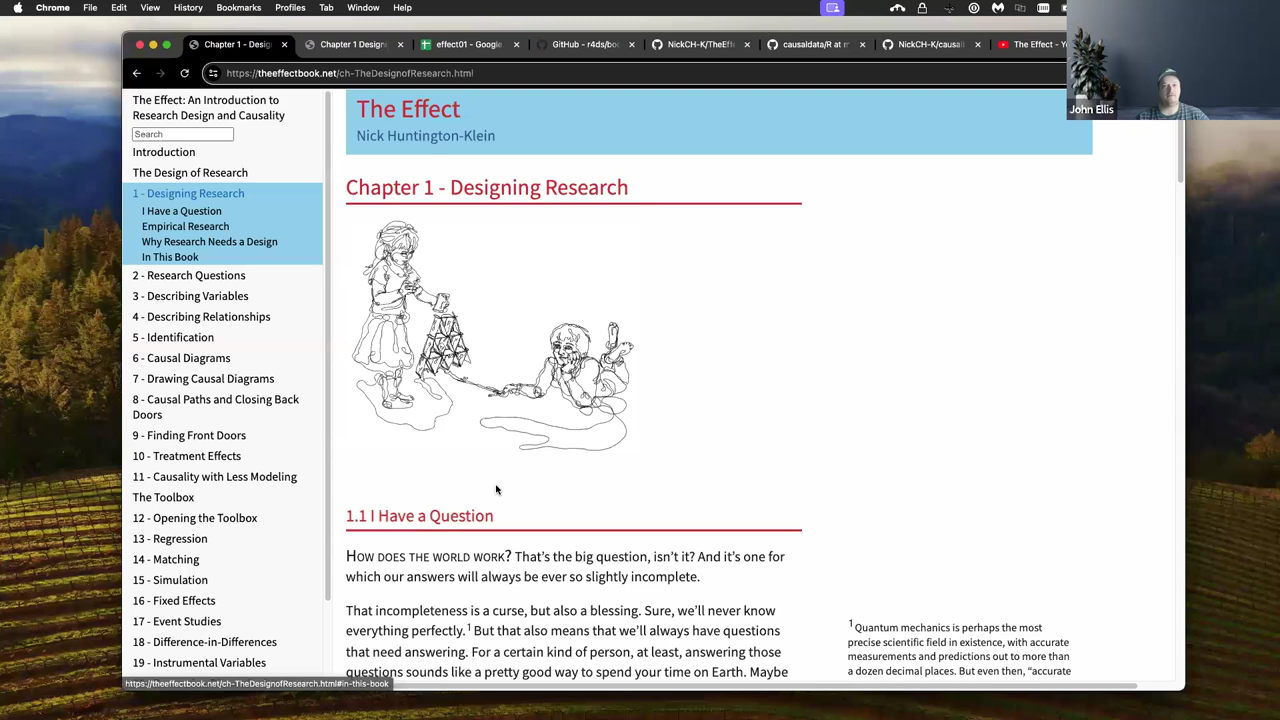 Chrome File Edit View History Bookmarks Profiles Tab Window Help
Chapter 1 - Desig
Chapter 1 Design
effect01 - Google
GitHub - r4ds/boo
NickCH-K/TheEffe
causaldata/R at m
NickCH-K/causal
The Effect - Yo
https://theeffectbook.net/ch-TheDesignofResearch.html
John Ellis
The Effect: An Introduction to
Research Design and Causality
Search
Introduction
The Design of Research
1 - Designing Research
I Have a Question
Empirical Research
Why Research Needs a Design
In This Book
2 - Research Questions
3 - Describing Variables
4 - Describing Relationships
5 - Identification
6 - Causal Diagrams
7 - Drawing Causal Diagrams
8 - Causal Paths and Closing Back
Doors
9 - Finding Front Doors
10 - Treatment Effects
11 - Causality with Less Modeling
The Toolbox
12 - Opening the Toolbox
13 - Regression
14 - Matching
15 - Simulation
16 - Fixed Effects
17 - Event Studies
18 - Difference-in-Differences
19 - Instrumental Variables
https://theeffectbook.net/ch-TheDesignofResearch.html#in-this-book
The Effect
Nick Huntington-Klein
Chapter 1 - Designing Research
1.1 I Have a Question
HOW DOES THE WORLD WORK? That's the big question, isn't it? And it's one for
which our answers will always be ever so slightly incomplete.
That incompleteness is a curse, but also a blessing. Sure, we'll never know
everything perfectly.1 But that also means that we'll always have questions
that need answering. For a certain kind of person, at least, answering those
questions sounds like a pretty good way to spend your time on Earth. Maybe
1Quantum mechanics is perhaps the most
precise scientific field in existence, with accurate
measurements and predictions out to more than
a dozen decimal places. But even then, "accurate